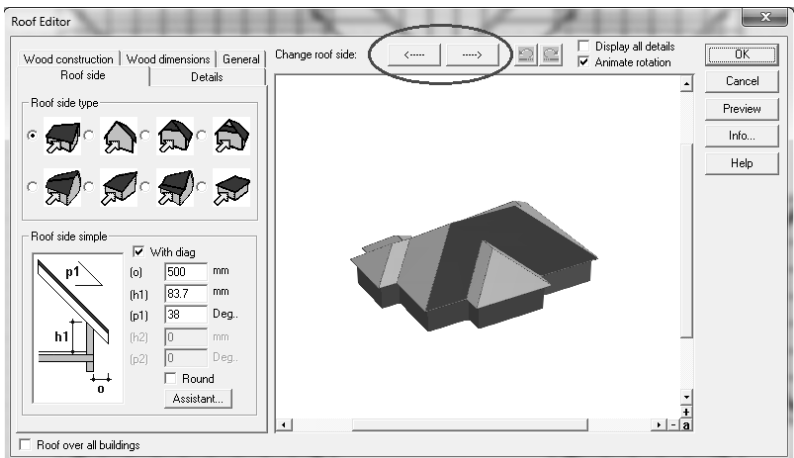 Roof Editor
Wood construction Wood dimensions General
Roof side Details
Change roof side: <----- ----->
Display all details
Animate rotation
OK
Cancel
Preview
Info...
Help
Roof side type
Roof side simple
With diag
(o) 500 mm
(h1) 83.7 mm
(p1) 38 Deg..
(h2) 0 mm
(p2) 0 Deg..
Round
Assistant...
p1
h1
o
+
- a
Roof over all buildings